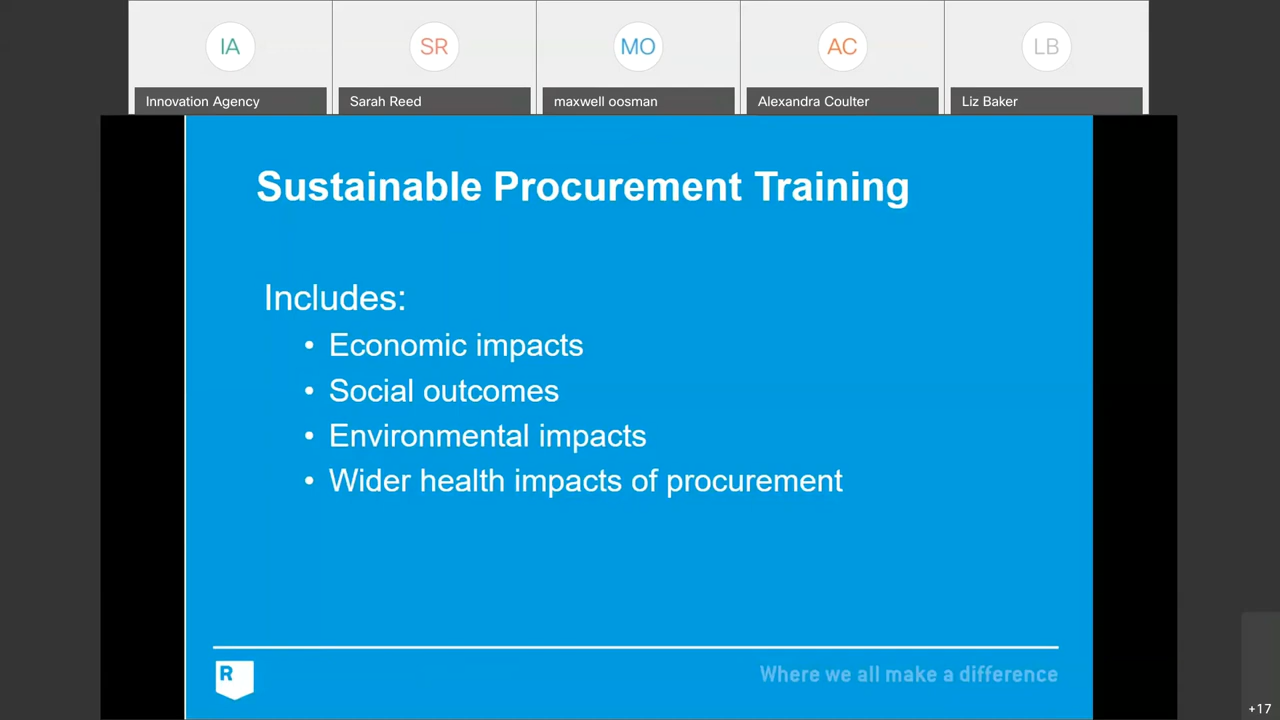 IA
SR
MO
AC
LB
Innovation Agency
Sarah Reed
maxwell oosman
Alexandra Coulter
Liz Baker
Sustainable Procurement Training
Includes:
• Economic impacts
• Social outcomes
• Environmental impacts
• Wider health impacts of procurement
R
Where we all make a difference
+17